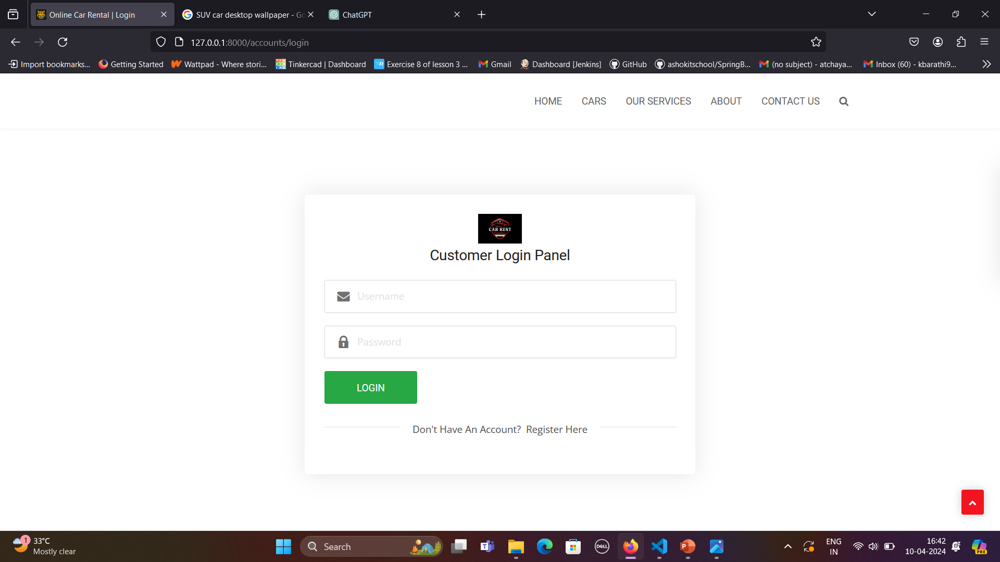 Online Car Rental | Login
SUV car desktop wallpaper - Go
ChatGPT
127.0.0.1:8000/accounts/login
Import bookmarks...
Getting Started
Wattpad - Where stori...
Tinkercad | Dashboard
Exercise 8 of lesson 3 ...
Gmail
Dashboard [Jenkins]
GitHub
ashokitschool/SpringB...
(no subject) - atchaya...
Inbox (60) - kbarathi9...
HOME
CARS
OUR SERVICES
ABOUT
CONTACT US
CAR RENT
Customer Login Panel
Username
Password
LOGIN
Don't Have An Account? Register Here
1
33°C
Mostly clear
Search
DELL
ENG
IN
16:42
10-04-2024
PRE